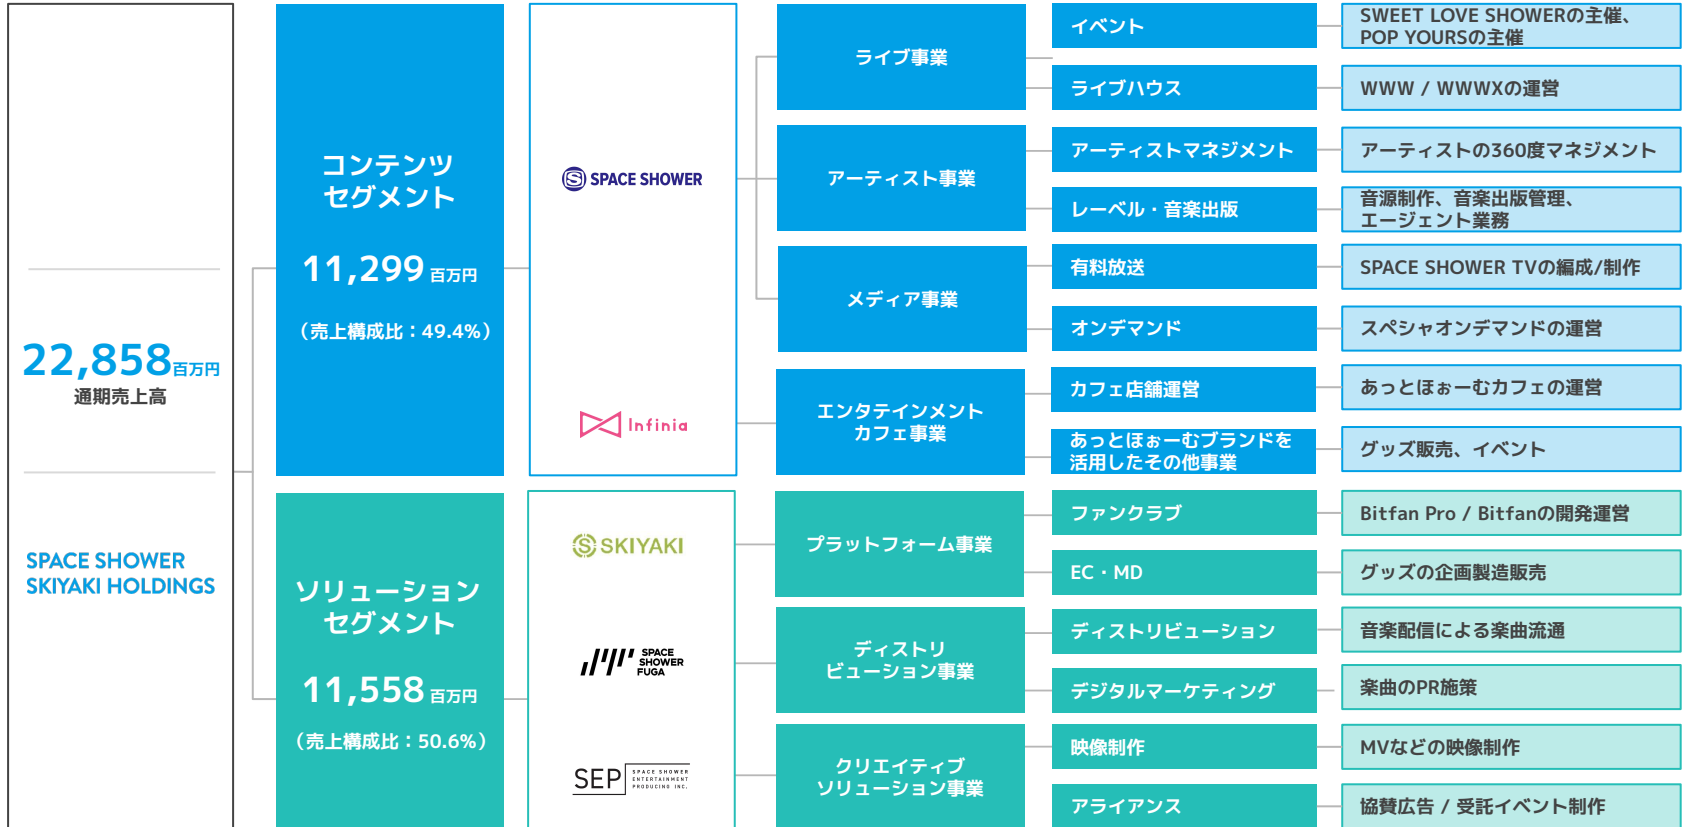 22,858百万円
通期売上高
SPACE SHOWER
SKIYAKI HOLDINGS
コンテンツ
セグメント
11,299 百万円
（売上構成比：49.4%）
SPACE SHOWER
Infinia
ライブ事業
イベント
SWEET LOVE SHOWERの主催、
POP YOURSの主催
ライブハウス
WWW / WWWXの運営
アーティスト事業
アーティストマネジメント
アーティストの360度マネジメント
レーベル・音楽出版
音源制作、音楽出版管理、
エージェント業務
メディア事業
有料放送
SPACE SHOWER TVの編成/制作
オンデマンド
スペシャオンデマンドの運営
エンタテインメント
カフェ事業
カフェ店舗運営
あっとほぉーむカフェの運営
あっとほぉーむブランドを
活用したその他事業
グッズ販売、イベント
ソリューション
セグメント
11,558 百万円
（売上構成比：50.6%）
SKIYAKI
SPACE
SHOWER
FUGA
SEP
SPACE SHOWER
ENTERTAINMENT
PRODUCING INC.
プラットフォーム事業
ファンクラブ
Bitfan Pro / Bitfanの開発運営
EC・MD
グッズの企画製造販売
ディストリ
ビューション事業
ディストリビューション
音楽配信による楽曲流通
デジタルマーケティング
楽曲のPR施策
クリエイティブ
ソリューション事業
映像制作
MVなどの映像制作
アライアンス
協賛広告 / 受託イベント制作